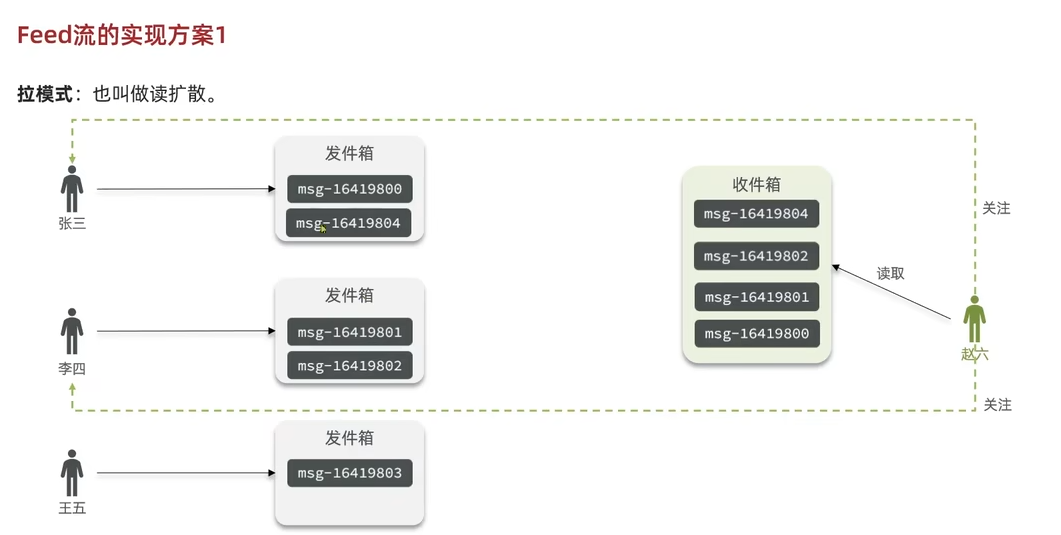 Feed流的实现方案1
拉模式：也叫做读扩散。
张三
发件箱
msg-16419800
msg-16419804
李四
发件箱
msg-16419801
msg-16419802
王五
发件箱
msg-16419803
收件箱
msg-16419804
msg-16419802
msg-16419801
msg-16419800
读取
关注
赵六
关注